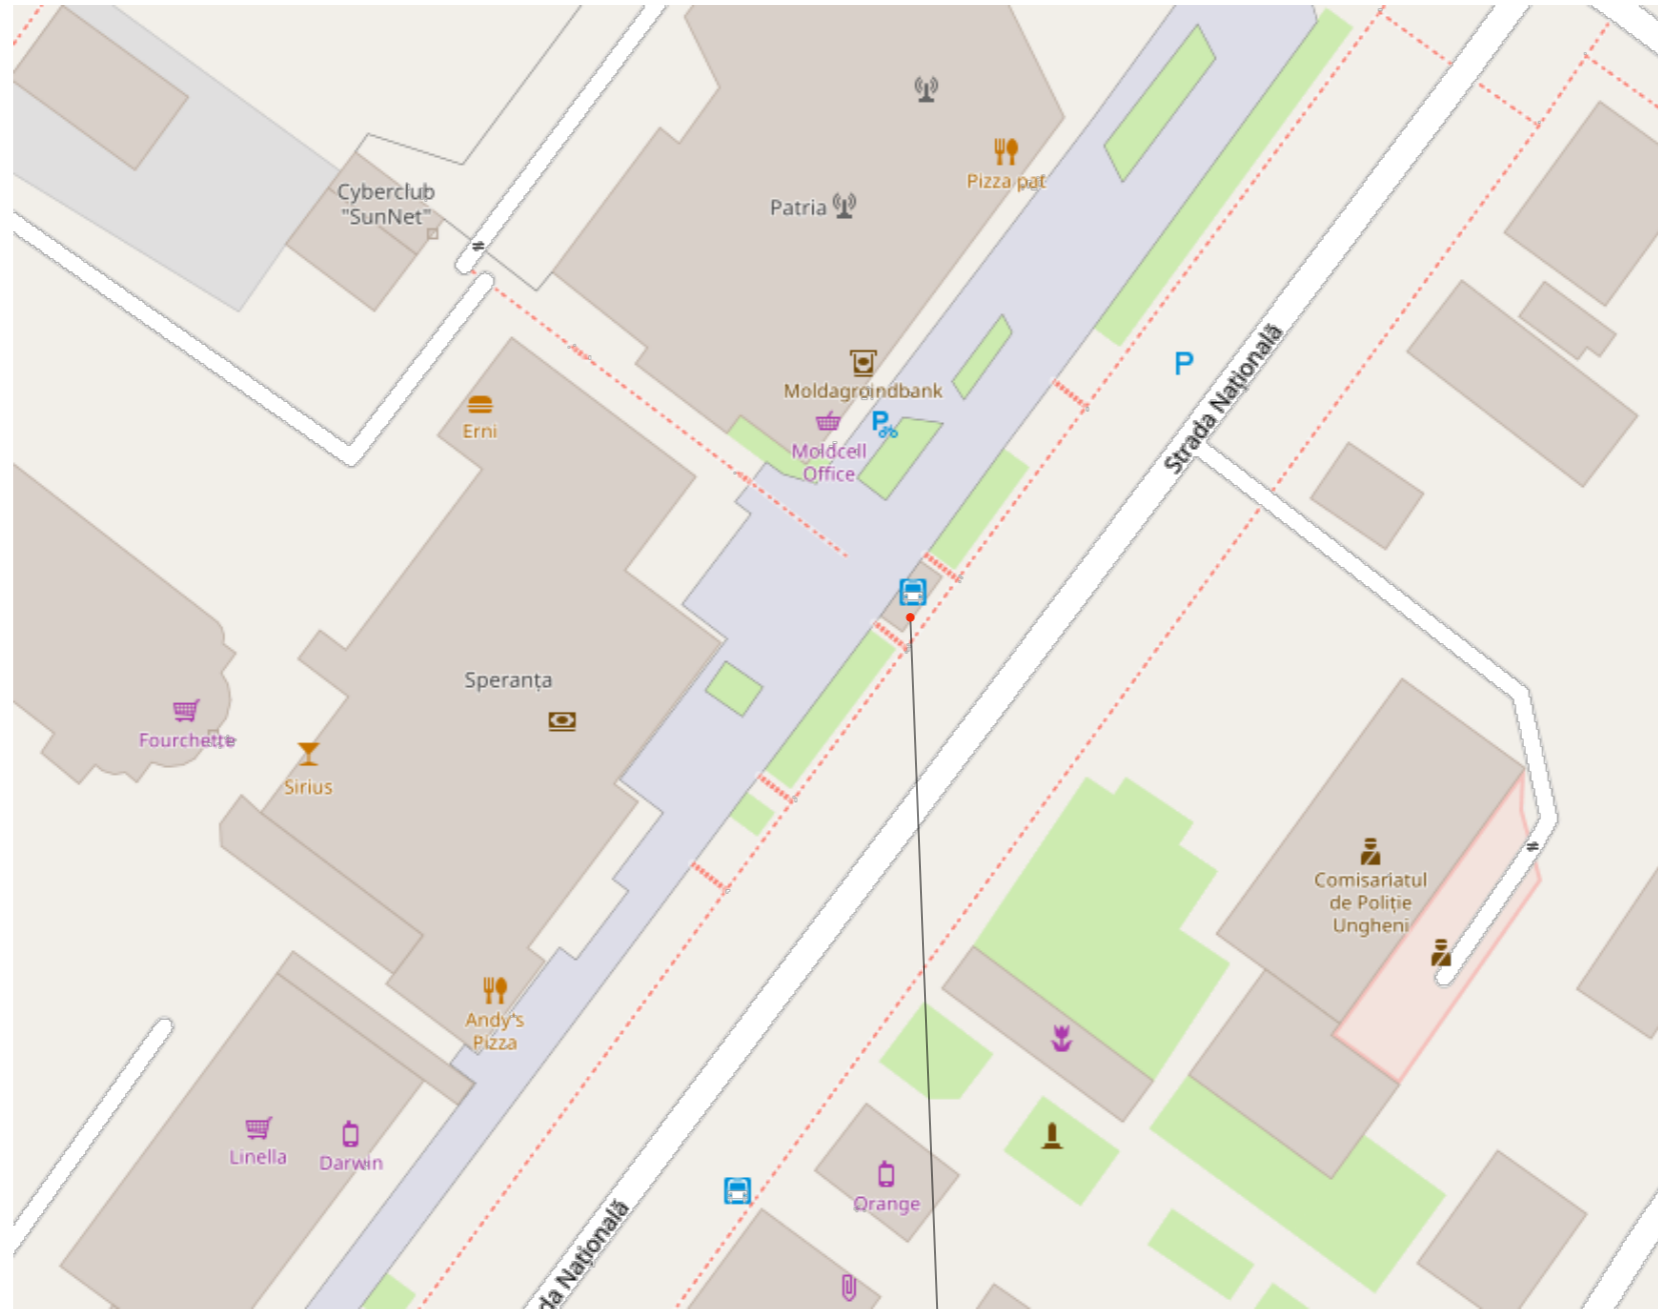 Cyberclub
"SunNet"
Pizza pat
Patria
Strada Națională
Moldagroindbank
Erni
Moldcell
Office
P
P
Speranța
Fourchette
Sirius
Comisariatul
de Poliție
Ungheni
Andy's
Pizza
Linella
Darwin
Orange
da Națională